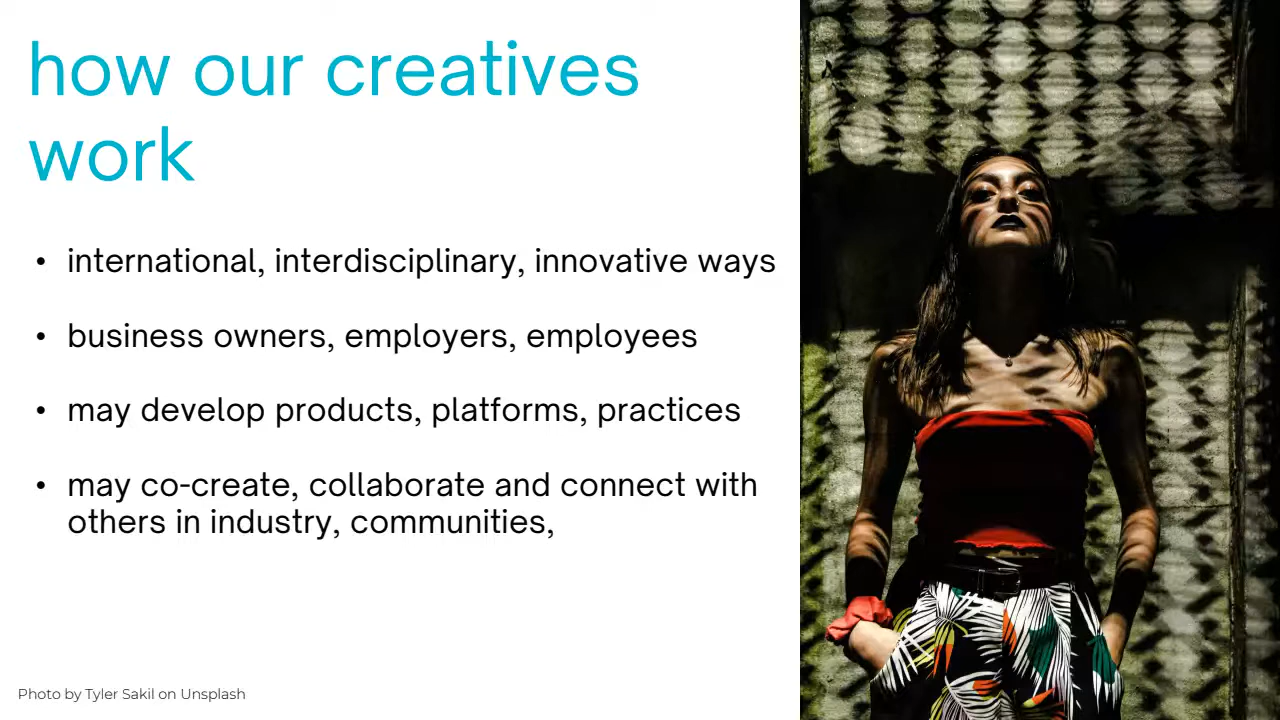 how our creatives
work
• international, interdisciplinary, innovative ways
• business owners, employers, employees
• may develop products, platforms, practices
• may co-create, collaborate and connect with
others in industry, communities,
Photo by Tyler Sakil on Unsplash